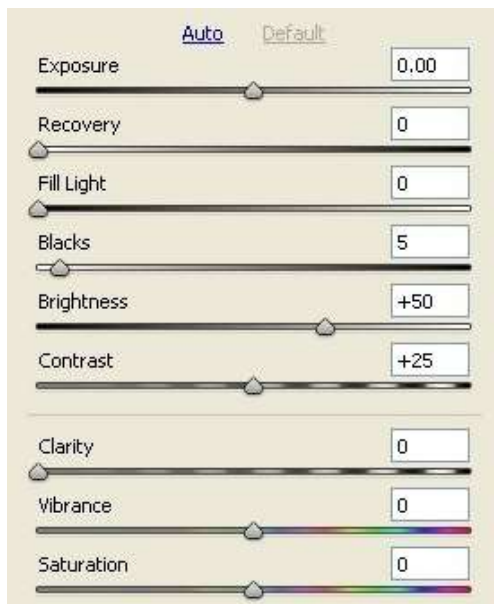 Auto Default
Exposure 0.00
Recovery 0
Fill Light 0
Blacks 5
Brightness +50
Contrast +25
Clarity 0
Vibrance 0
Saturation 0